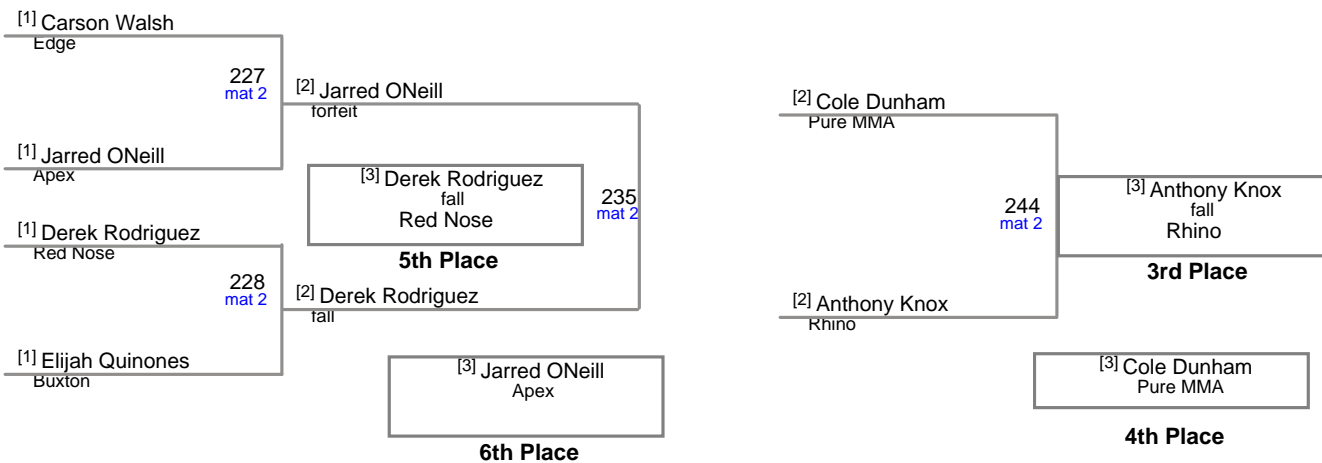 [1] Carson Walsh
Edge
227
mat 2
[2] Jarred ONeill
forfeit
[1] Jarred ONeill
Apex
[3] Derek Rodriguez
fall
Red Nose
5th Place
235
mat 2
[1] Derek Rodriguez
Red Nose
228
mat 2
[2] Derek Rodriguez
fall
[1] Elijah Quinones
Buxton
[3] Jarred ONeill
Apex
6th Place
[2] Cole Dunham
Pure MMA
244
mat 2
[3] Anthony Knox
fall
Rhino
3rd Place
[2] Anthony Knox
Rhino
[3] Cole Dunham
Pure MMA
4th Place